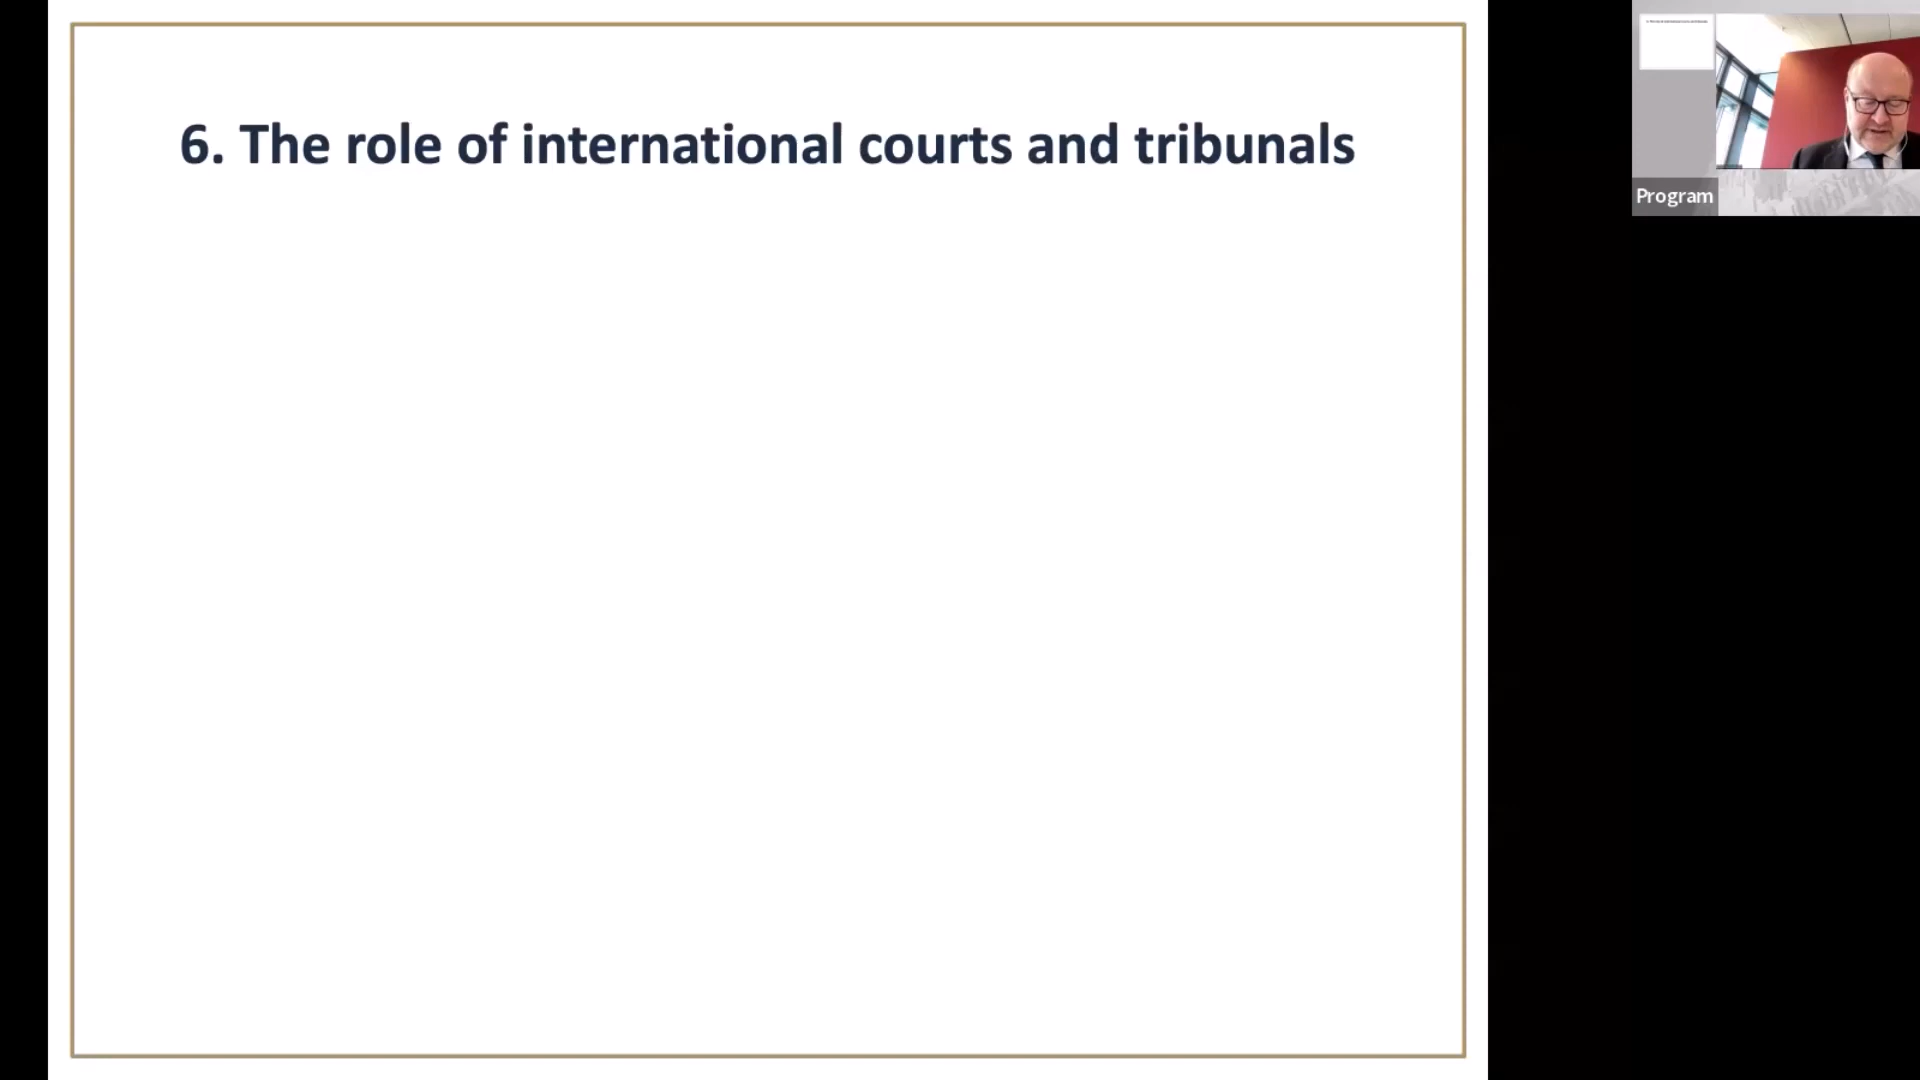 6. The role of international courts and tribunals
Program